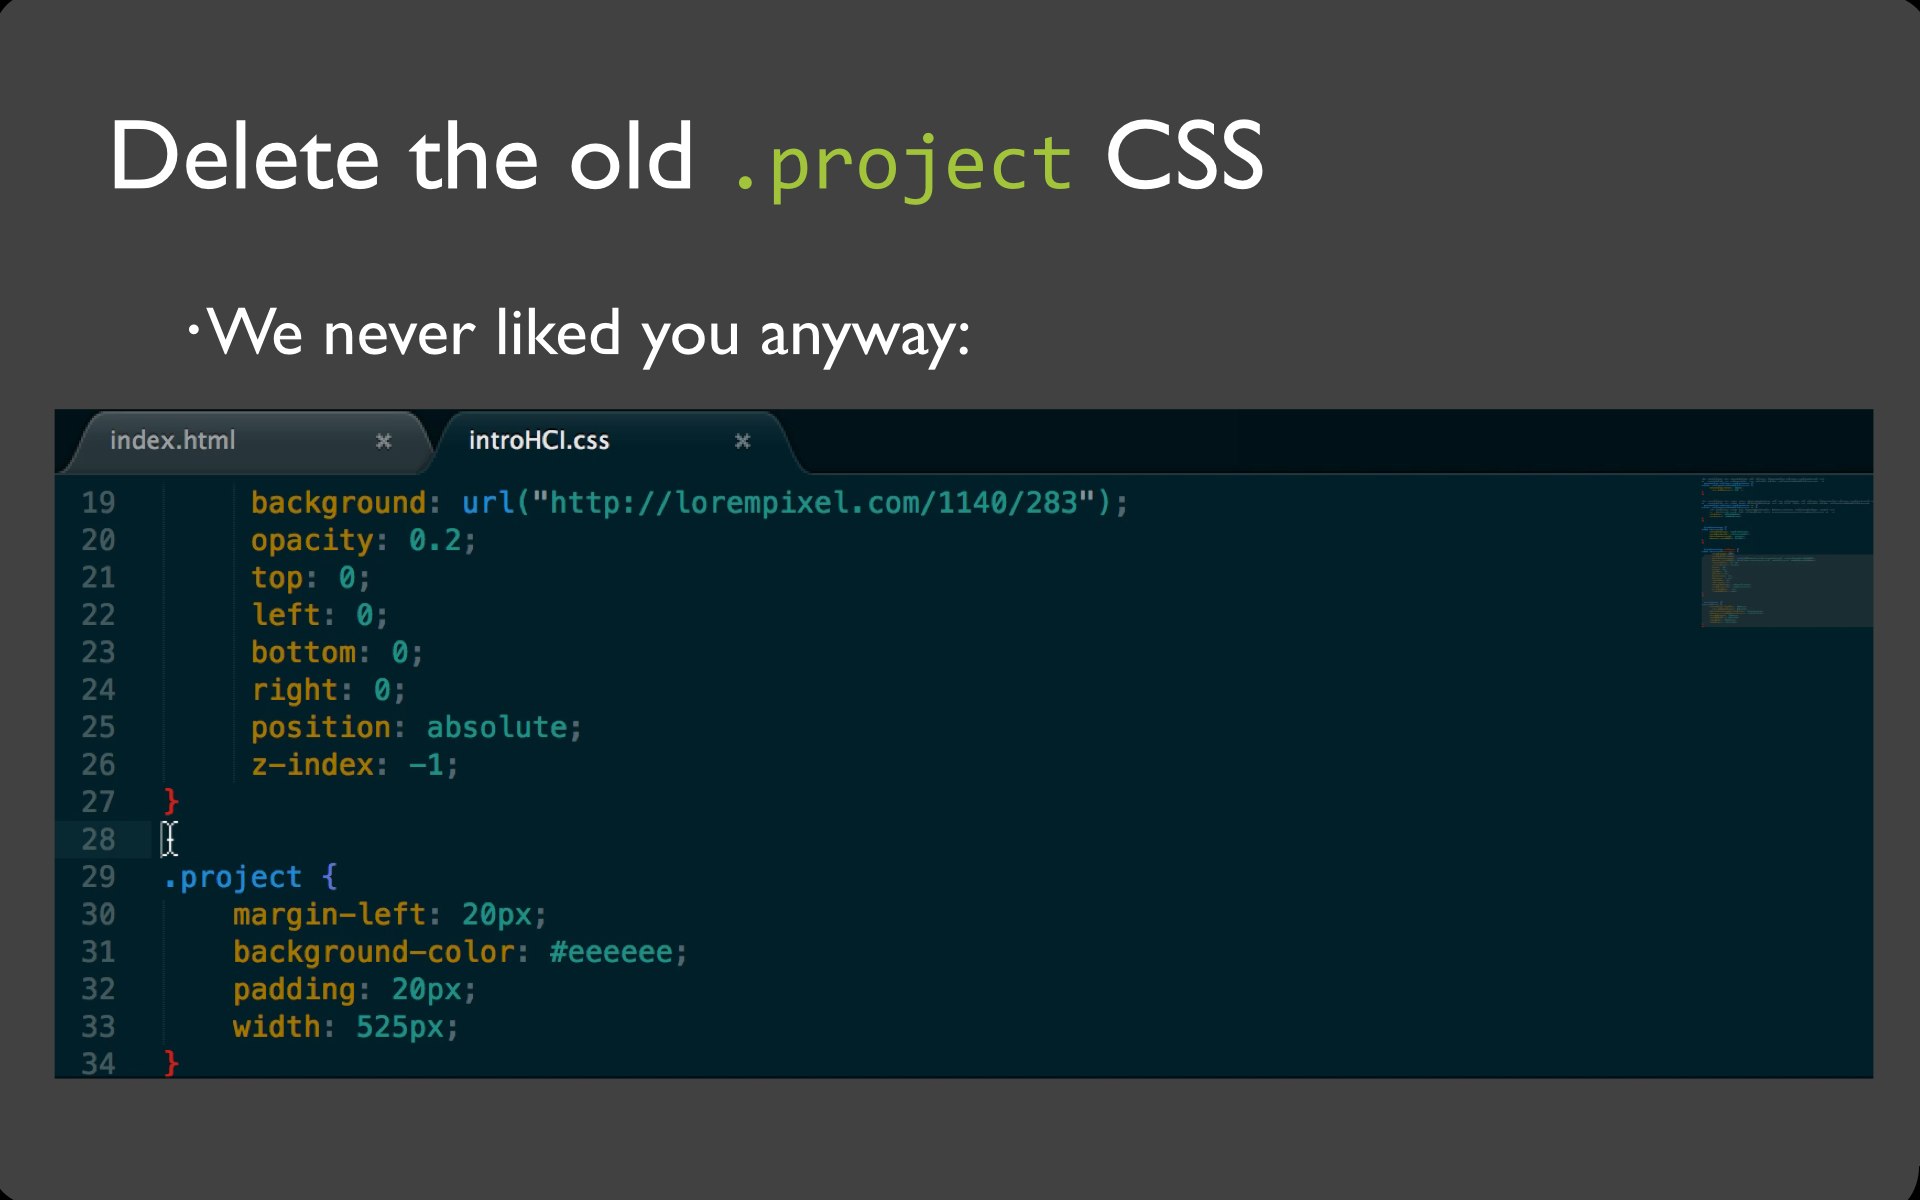 Delete the old .project CSS
·We never liked you anyway:
index.html × introHCI.css ×
19 background: url("http://lorempixel.com/1140/283");
20 opacity: 0.2;
21 top: 0;
22 left: 0;
23 bottom: 0;
24 right: 0;
25 position: absolute;
26 z-index: -1;
27 }
28
29 .project {
30 margin-left: 20px;
31 background-color: #eeeeee;
32 padding: 20px;
33 width: 525px;
34 }